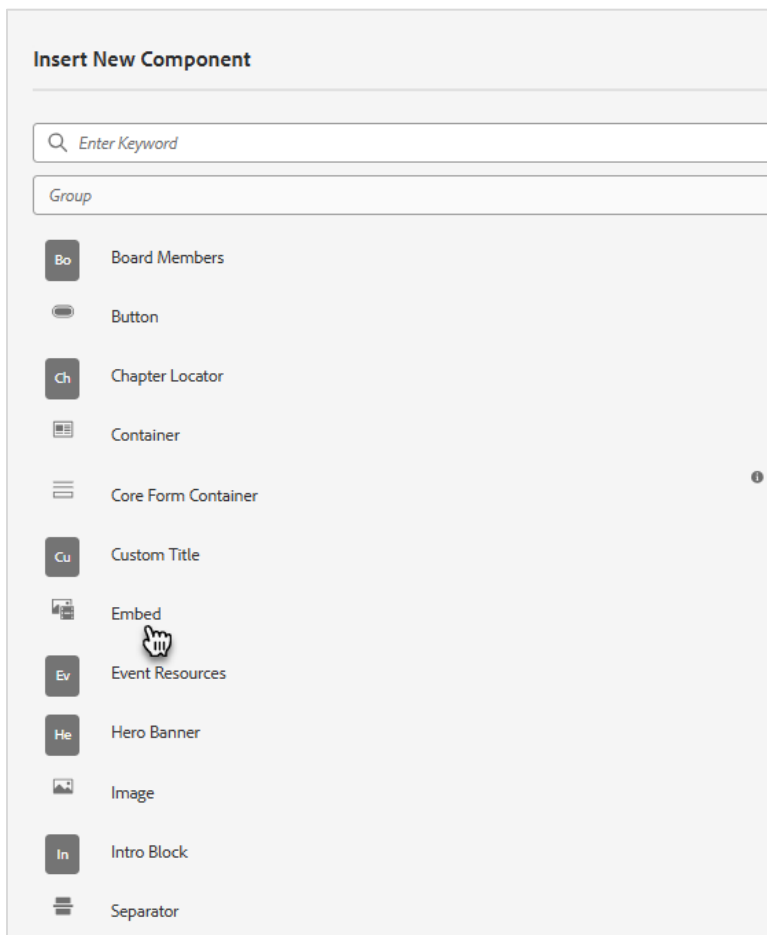 Insert New Component
Enter Keyword
Group
Bo Board Members
Button
Ch Chapter Locator
Container
Core Form Container
Cu Custom Title
Embed
Ev Event Resources
He Hero Banner
Image
In Intro Block
Separator